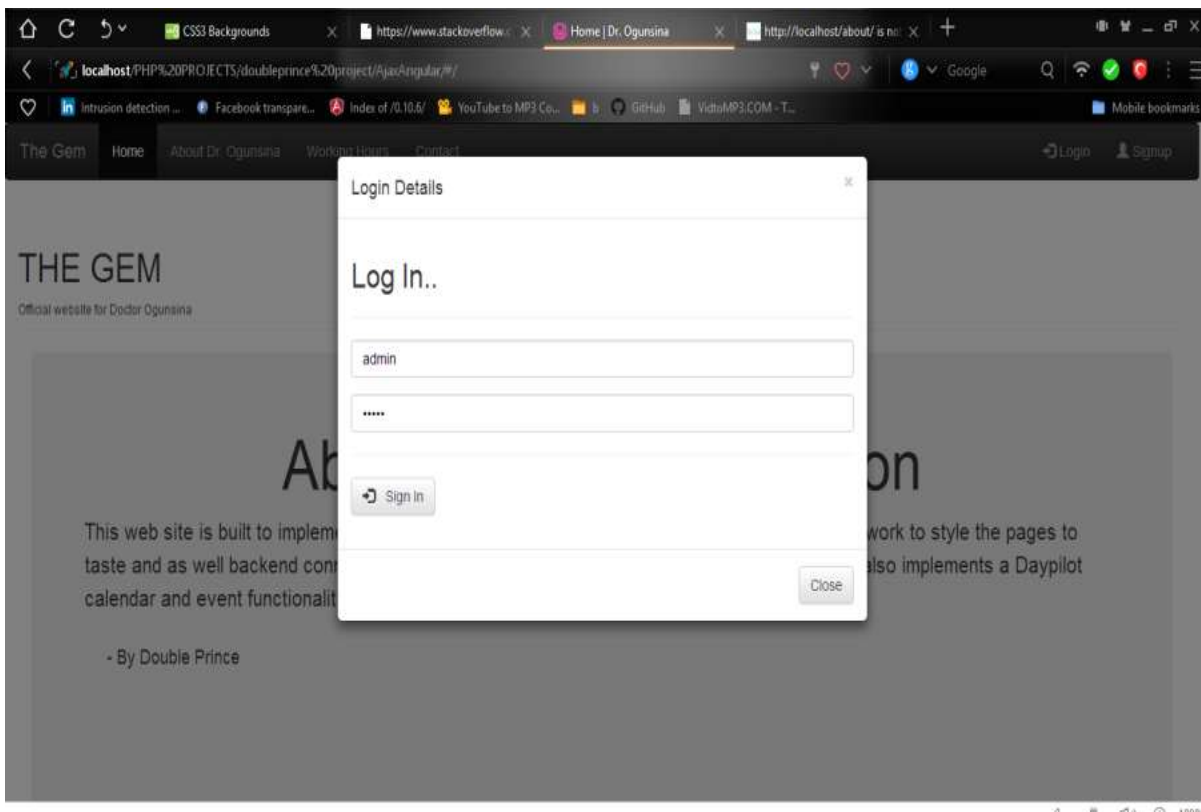 CSS3 Backgrounds
https://www.stackoverflow.c
Home | Dr. Ogunsina
http://localhost/about/ is no
localhost/PHP%20PROJECTS/doubleprince%20project/AjaxAngular/#/
Google
Intrusion detection ...
Facebook transpare...
Index of /0.10.6/
YouTube to MP3 Co...
b
GitHub
VidtoMP3.COM - T...
Mobile bookmarks
The Gem
Home
About Dr. Ogunsina
Working Hours
Contact
Login
Signup
Login Details
×
THE GEM
Official website for Doctor Ogunsina
Log In..
admin
•••••
Sign In
Close
Ab
on
This web site is built to impleme
work to style the pages to
taste and as well backend conn
also implements a Daypilot
calendar and event functionalit
- By Double Prince